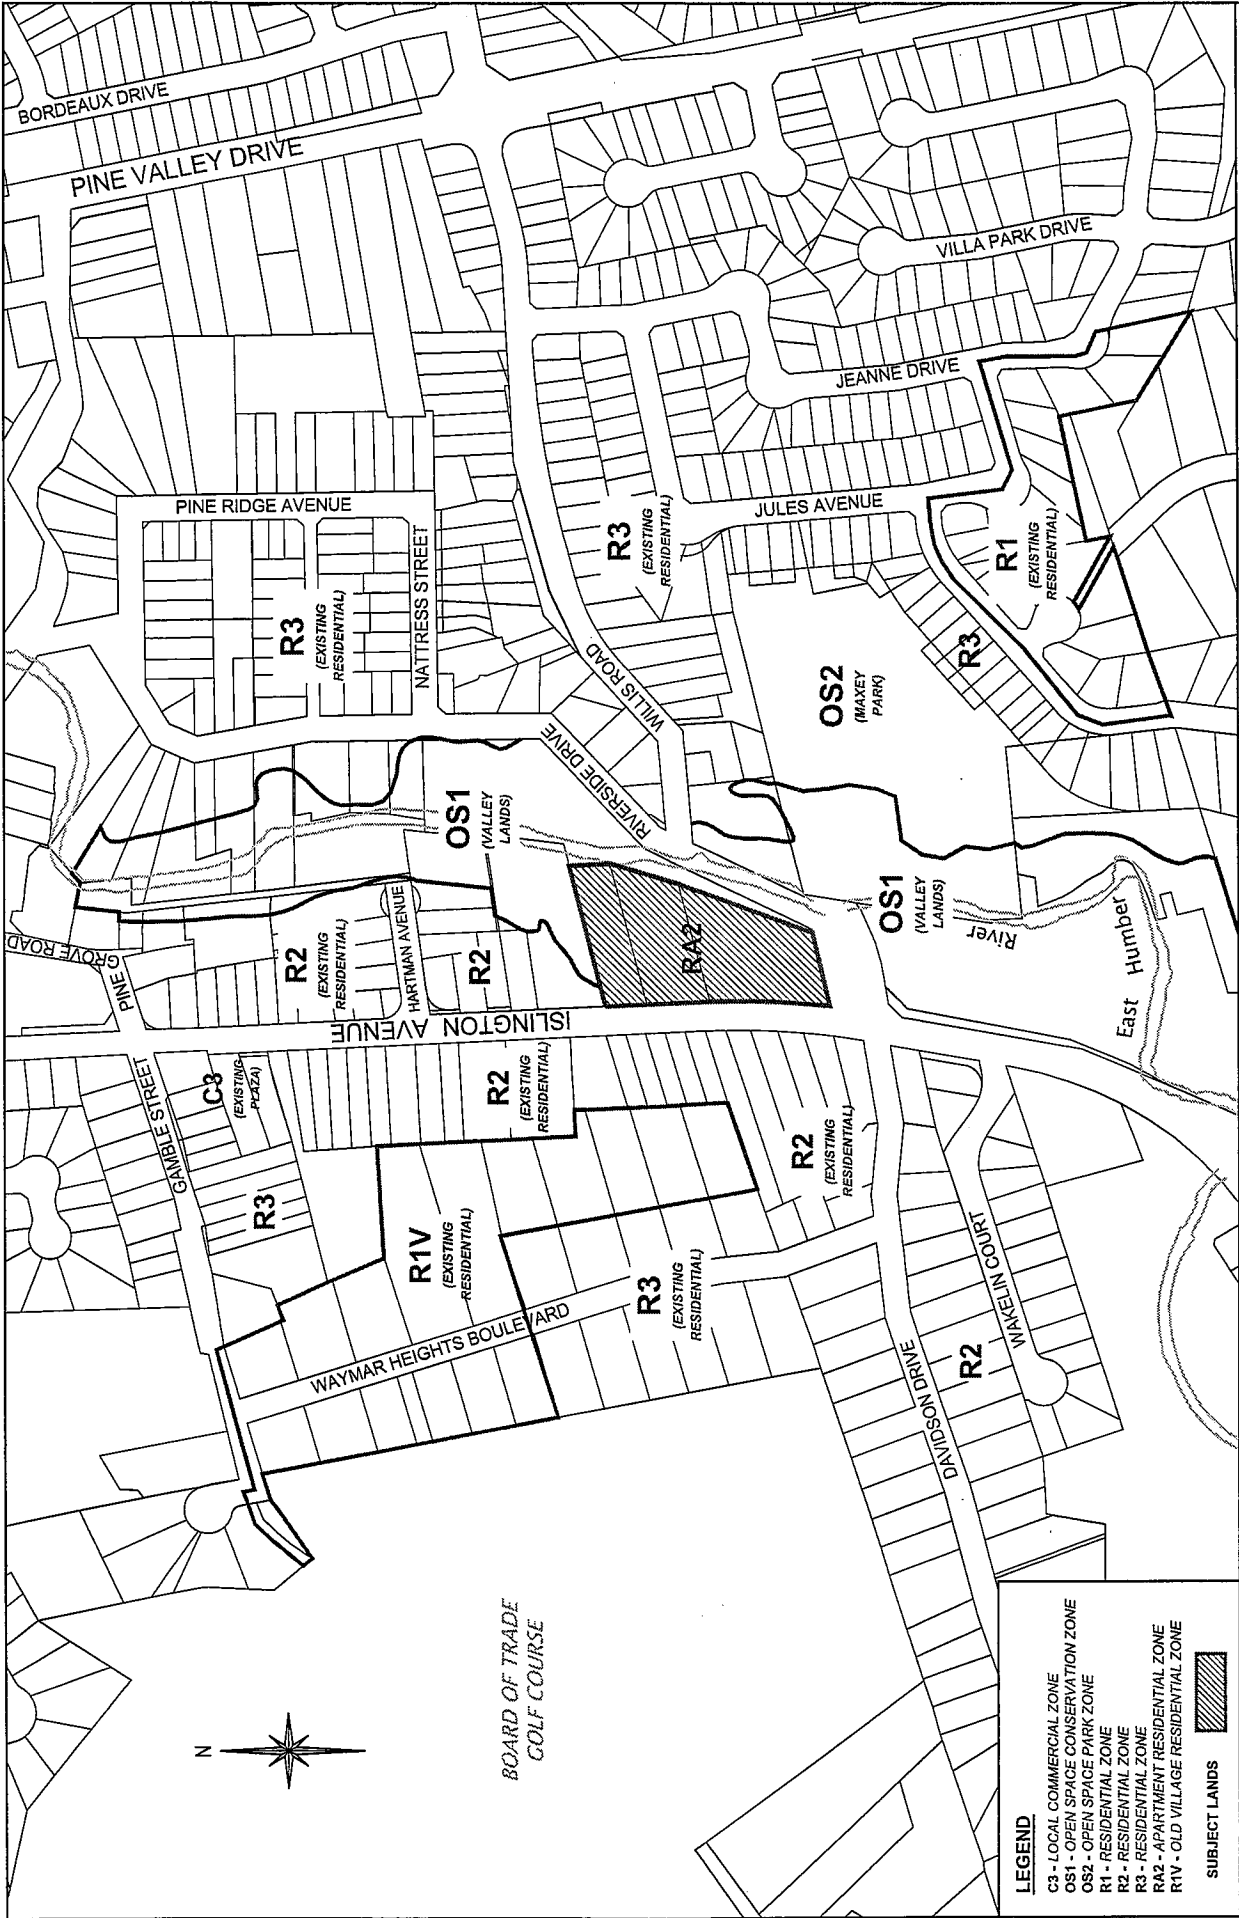 BORDEAUX DRIVE
PINE VALLEY DRIVE
VILLA PARK DRIVE
JEANNE DRIVE
PINE RIDGE AVENUE
JULES AVENUE
R3
(EXISTING
RESIDENTIAL)
R1
(EXISTING
RESIDENTIAL)
NATTRESS STREET
R3
(EXISTING
RESIDENTIAL)
R3
WILLIS ROAD
OS2
(MAXEY
PARK)
RIVERSIDE DRIVE
OS1
(VALLEY
LANDS)
OS1
(VALLEY
LANDS)
River
East Humber
PINE
GROVE ROAD
R2
(EXISTING
RESIDENTIAL)
HARTMAN AVENUE
R2
RA2
ISLINGTON AVENUE
GAMBLE STREET
C3
(EXISTING
PLAZA)
R2
(EXISTING
RESIDENTIAL)
R2
(EXISTING
RESIDENTIAL)
R3
R1V
(EXISTING
RESIDENTIAL)
R3
(EXISTING
RESIDENTIAL)
WAYMAR HEIGHTS BOULEVARD
WAKELIN COURT
R2
DAVIDSON DRIVE
N
BOARD OF TRADE
GOLF COURSE
LEGEND
C3 - LOCAL COMMERCIAL ZONE
OS1 - OPEN SPACE CONSERVATION ZONE
OS2 - OPEN SPACE PARK ZONE
R1 - RESIDENTIAL ZONE
R2 - RESIDENTIAL ZONE
R3 - RESIDENTIAL ZONE
RA2 - APARTMENT RESIDENTIAL ZONE
R1V - OLD VILLAGE RESIDENTIAL ZONE
SUBJECT LANDS